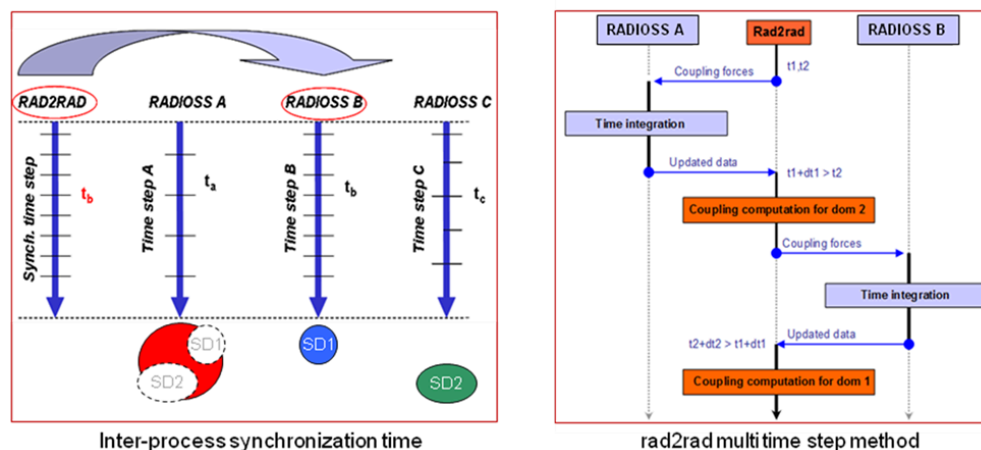 RAD2RAD RADIOSS A RADIOSS B RADIOSS C
Synch. time step
tb
Time step A
ta
Time step B
tb
Time step C
tc
SD1
SD2
SD1
SD2
Inter-process synchronization time
RADIOSS A Rad2rad RADIOSS B
t1,t2
Coupling forces
Time integration
Updated data
t1+dt1 > t2
Coupling computation for dom 2
Coupling forces
Time integration
Updated data
t2+dt2 > t1+dt1
Coupling computation for dom 1
rad2rad multi time step method